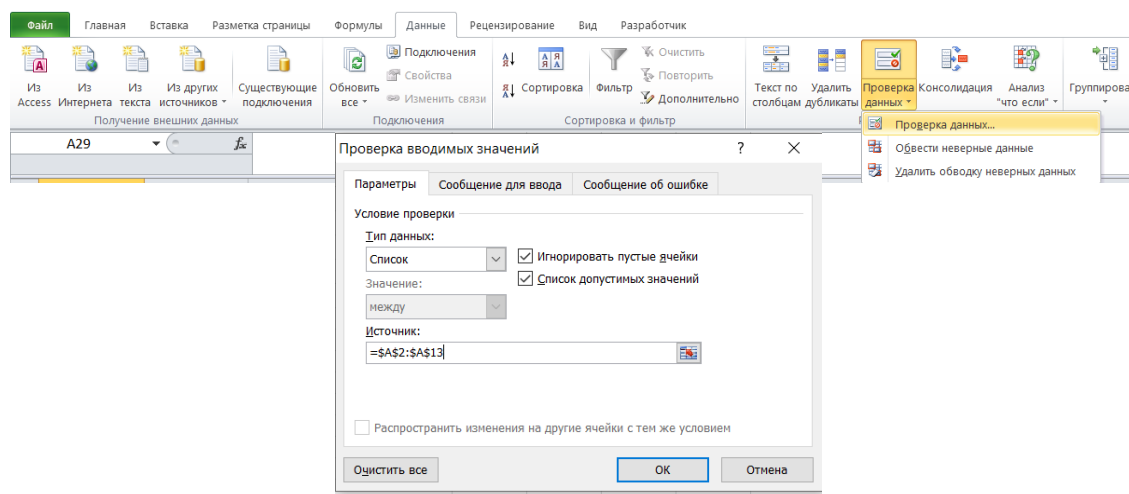 Файл Главная Вставка Разметка страницы Формулы Данные Рецензирование Вид Разработчик
Из Access
Из Интернета
Из текста
Из других источников
Существующие подключения
Получение внешних данных
Обновить все
Подключения
Свойства
Изменить связи
Подключения
Сортировка
Фильтр
Очистить
Повторить
Дополнительно
Сортировка и фильтр
Текст по столбцам
Удалить дубликаты
Проверка данных
Консолидация
Анализ "что если"
Группирова
Проверка данных...
Обвести неверные данные
Удалить обводку неверных данных
A29
fx
Проверка вводимых значений ?
Параметры Сообщение для ввода Сообщение об ошибке
Условие проверки
Тип данных:
Список
Игнорировать пустые ячейки
Список допустимых значений
Значение:
между
Источник:
=$A$2:$A$13
Распространить изменения на другие ячейки с тем же условием
Очистить все ОК Отмена